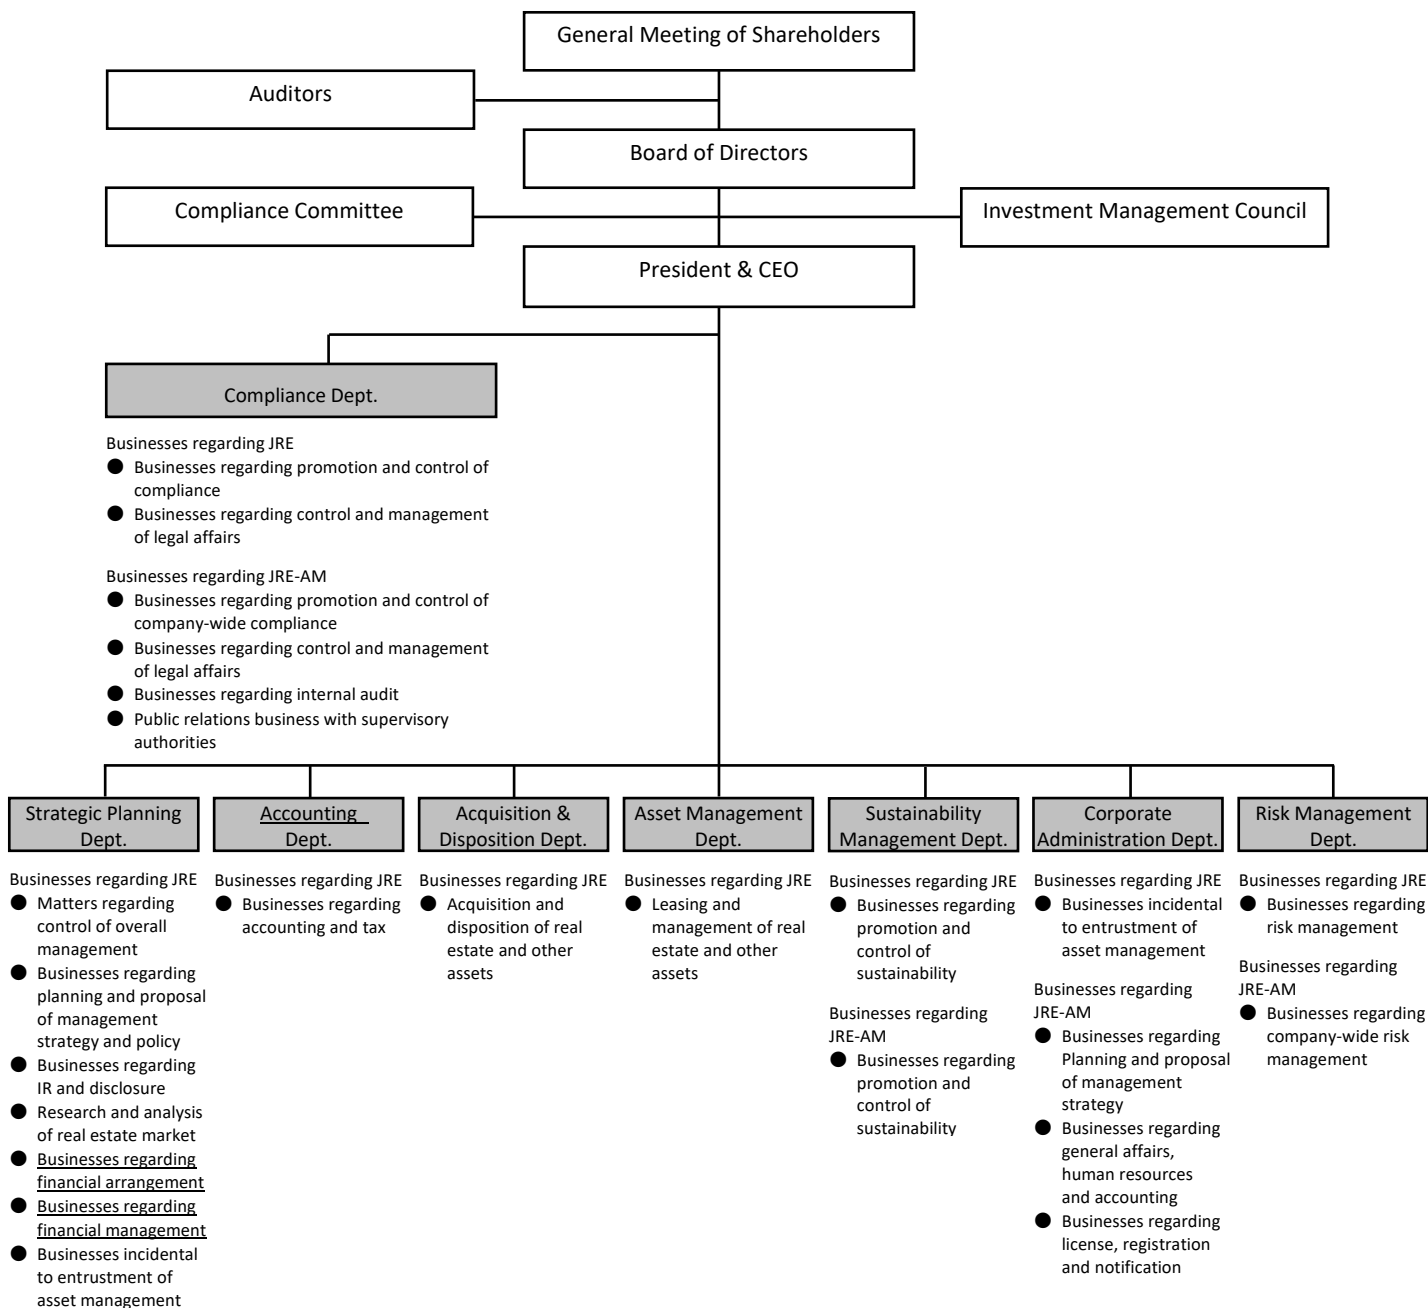 General Meeting of Shareholders
Auditors
Board of Directors
Compliance Committee
Investment Management Council
President & CEO
Compliance Dept.
Businesses regarding JRE
● Businesses regarding promotion and control of
compliance
● Businesses regarding control and management
of legal affairs
Businesses regarding JRE-AM
● Businesses regarding promotion and control of
company-wide compliance
● Businesses regarding control and management
of legal affairs
● Businesses regarding internal audit
● Public relations business with supervisory
authorities
Strategic Planning
Dept.
Businesses regarding JRE
● Matters regarding
control of overall
management
● Businesses regarding
planning and proposal
of management
strategy and policy
● Businesses regarding
IR and disclosure
● Research and analysis
of real estate market
● Businesses regarding
financial arrangement
● Businesses regarding
financial management
● Businesses incidental
to entrustment of
asset management
Accounting
Dept.
Businesses regarding JRE
● Businesses regarding
accounting and tax
Acquisition &
Disposition Dept.
Businesses regarding JRE
● Acquisition and
disposition of real
estate and other
assets
Asset Management
Dept.
Businesses regarding JRE
● Leasing and
management of real
estate and other
assets
Sustainability
Management Dept.
Businesses regarding JRE
● Businesses regarding
promotion and
control of
sustainability
Businesses regarding
JRE-AM
● Businesses regarding
promotion and
control of
sustainability
Corporate
Administration Dept.
Businesses regarding JRE
● Businesses incidental
to entrustment of
asset management
Businesses regarding
JRE-AM
● Businesses regarding
Planning and proposal
of management
strategy
● Businesses regarding
general affairs,
human resources
and accounting
● Businesses regarding
license, registration
and notification
Risk Management
Dept.
Businesses regarding JRE
● Businesses regarding
risk management
Businesses regarding
JRE-AM
● Businesses regarding
company-wide risk
management